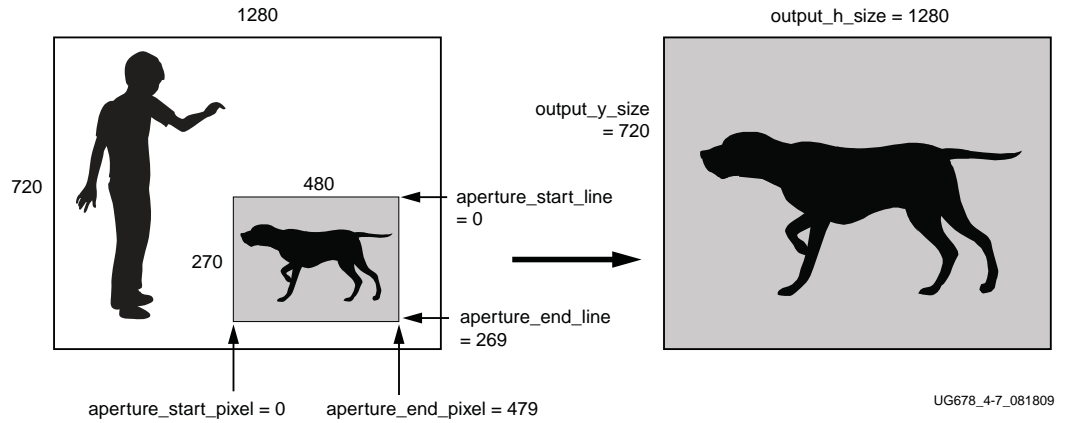 1280
output_h_size = 1280
output_y_size
= 720
720
480
aperture_start_line
= 0
270
aperture_end_line
= 269
aperture_start_pixel = 0
aperture_end_pixel = 479
UG678_4-7_081809